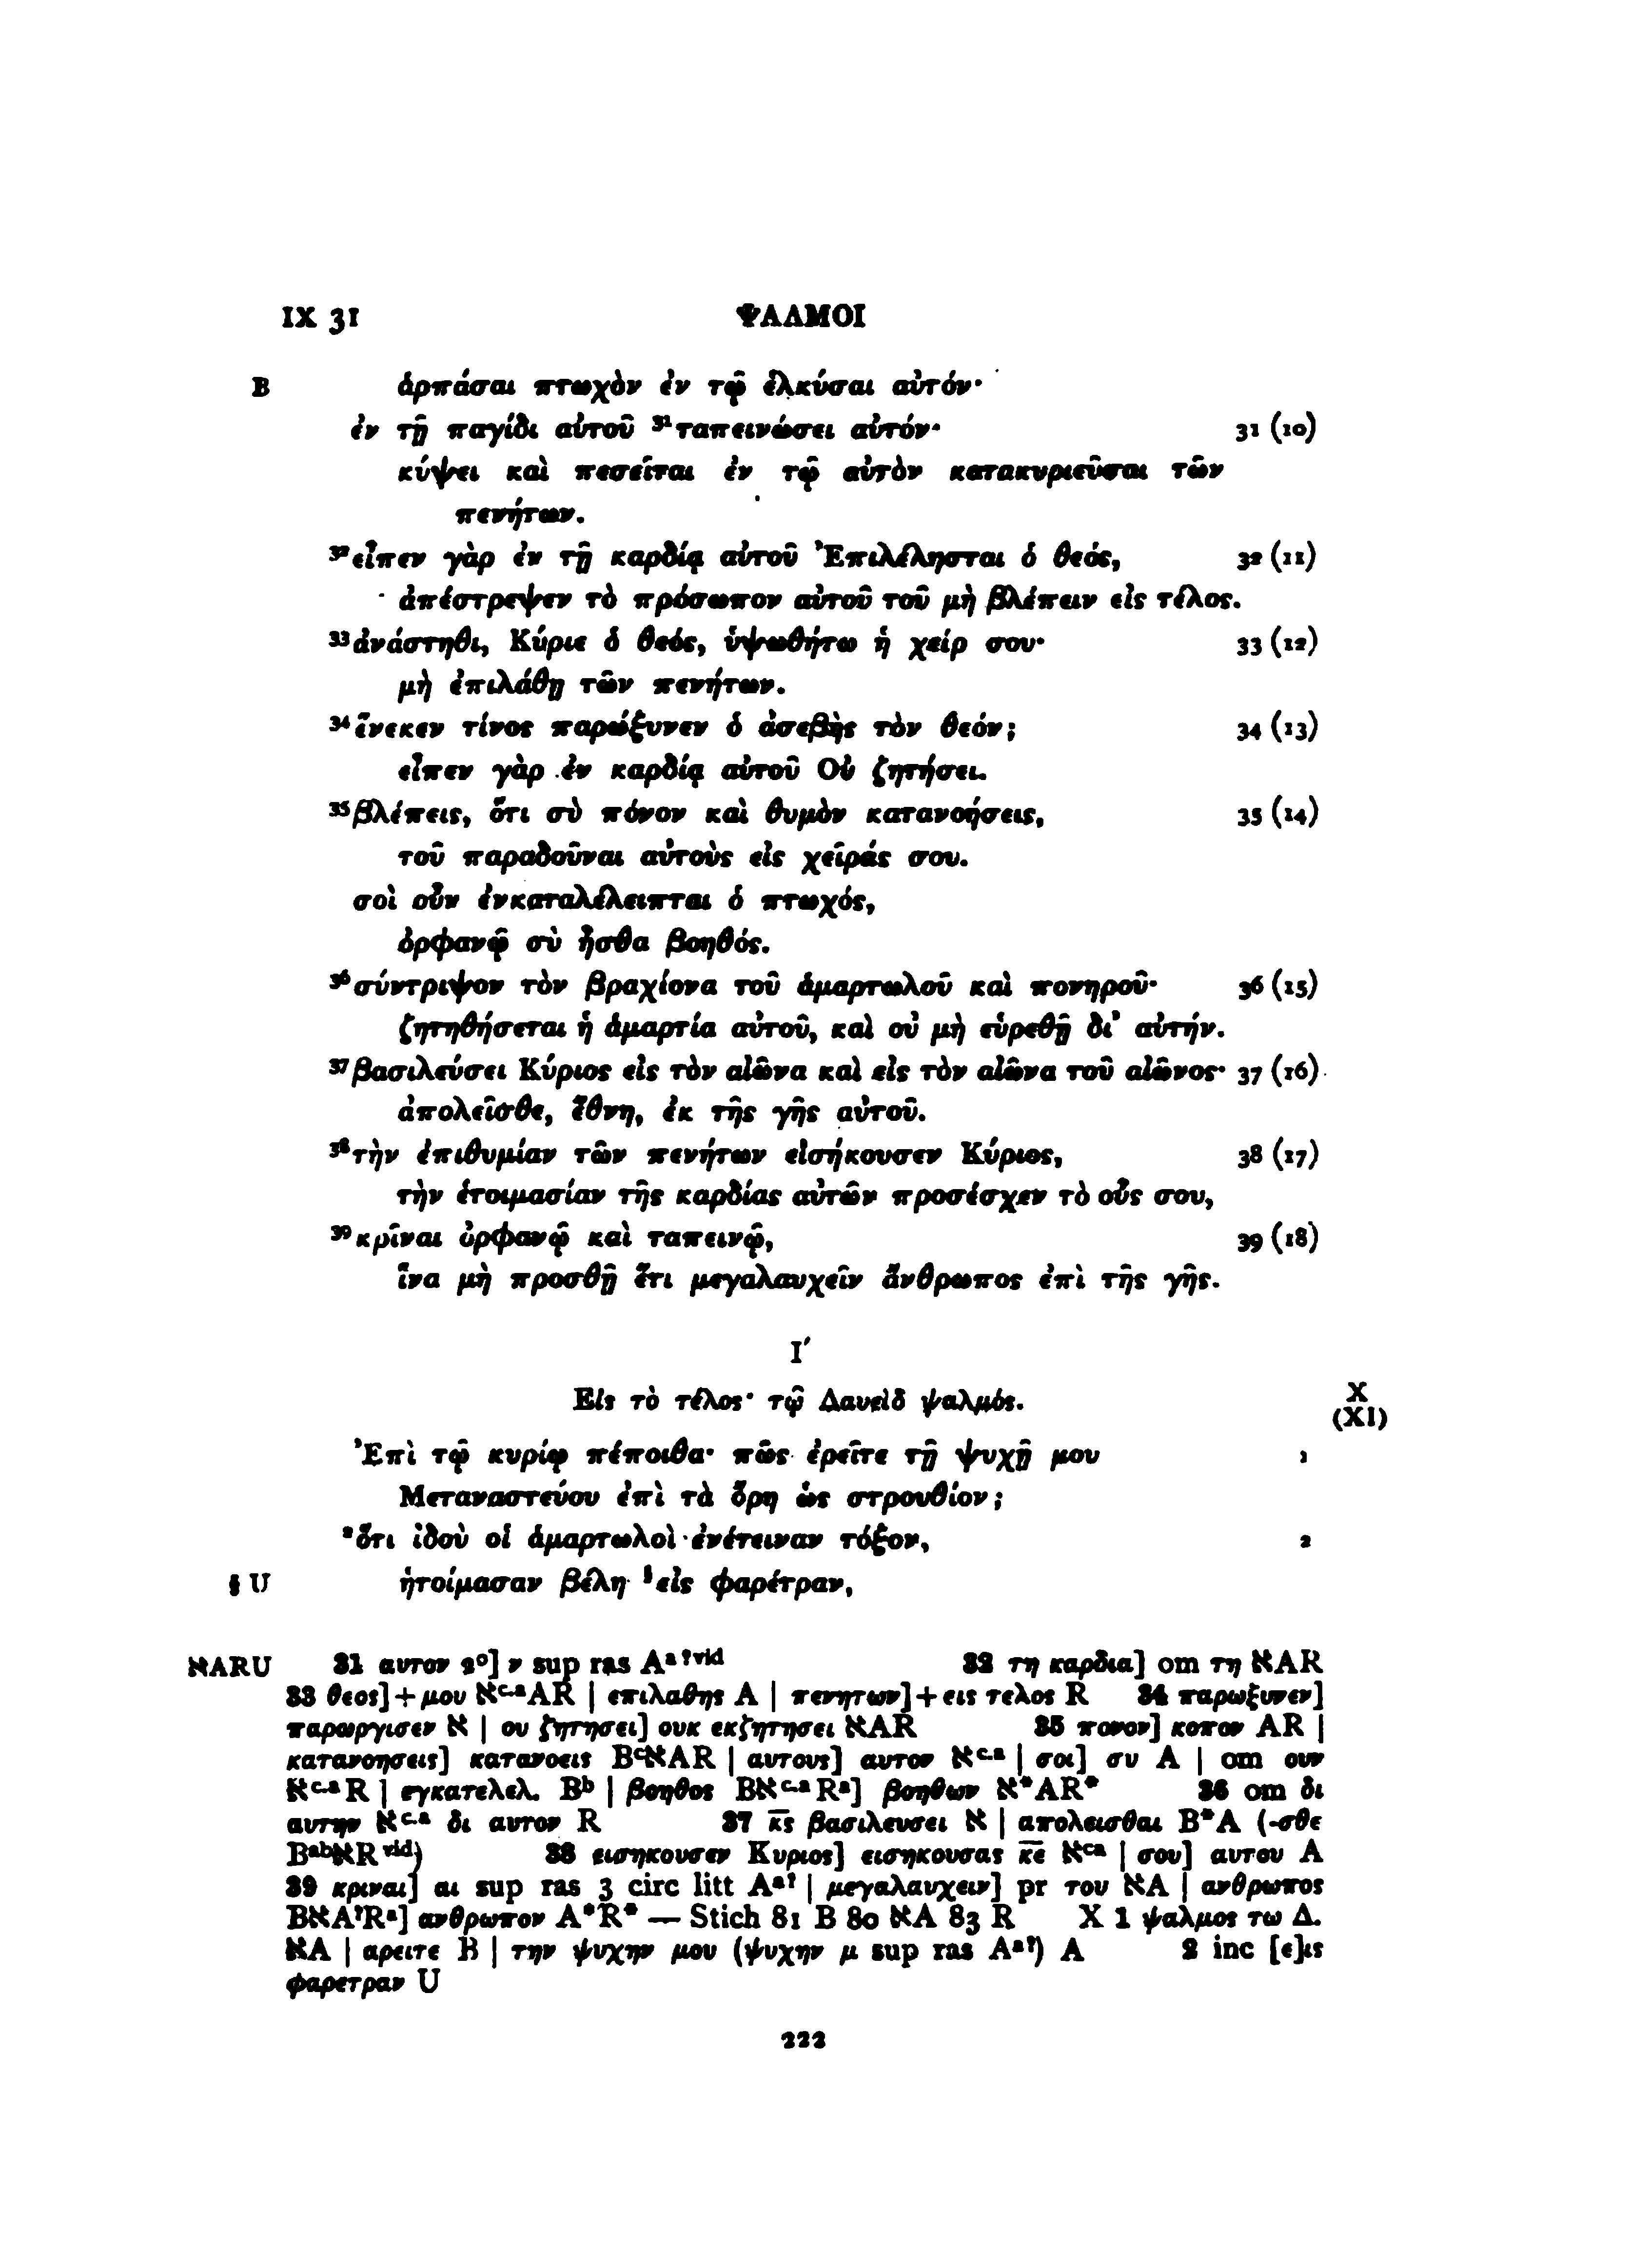 IX 31 ΨΑΛΜΟΙ
B ἁρπάσαι πτωχὸν ἐν τῷ ἑλκύσαι αὐτόν·
ἐν τῇ παγίδι αὐτοῦ ³¹ταπεινώσει αὐτόν· 31 (10)
κύψει καὶ πεσεῖται ἐν τῷ αὐτὸν κατακυριεῦσαι τῶν
πενήτων.
³²εἶπεν γὰρ ἐν τῇ καρδίᾳ αὐτοῦ Ἐπιλέλησται ὁ θεός, 32 (11)
ἀπέστρεψεν τὸ πρόσωπον αὐτοῦ τοῦ μὴ βλέπειν εἰς τέλος.
³³ἀνάστηθι, Κύριε ὁ θεός, ὑψωθήτω ἡ χείρ σου· 33 (12)
μὴ ἐπιλάθῃ τῶν πενήτων.
³⁴ἕνεκεν τίνος παρώξυνεν ὁ ἀσεβὴς τὸν θεόν; 34 (13)
εἶπεν γὰρ ἐν καρδίᾳ αὐτοῦ Οὐ ζητήσει.
³⁵βλέπεις, ὅτι σὺ πόνον καὶ θυμὸν κατανοήσεις, 35 (14)
τοῦ παραδοῦναι αὐτοὺς εἰς χεῖράς σου.
σοὶ οὖν ἐνκαταλέλειπται ὁ πτωχός,
ὀρφανῷ σὺ ἦσθα βοηθός.
³⁶σύντριψον τὸν βραχίονα τοῦ ἁμαρτωλοῦ καὶ πονηροῦ· 36 (15)
ζητηθήσεται ἡ ἁμαρτία αὐτοῦ, καὶ οὐ μὴ εὑρεθῇ δι' αὐτήν.
³⁷βασιλεύσει Κύριος εἰς τὸν αἰῶνα καὶ εἰς τὸν αἰῶνα τοῦ αἰῶνος· 37 (16)
ἀπολεῖσθε, ἔθνη, ἐκ τῆς γῆς αὐτοῦ.
³⁸τὴν ἐπιθυμίαν τῶν πενήτων εἰσήκουσεν Κύριος, 38 (17)
τὴν ἑτοιμασίαν τῆς καρδίας αὐτῶν προσέσχεν τὸ οὖς σου,
³⁹κρῖναι ὀρφανῷ καὶ ταπεινῷ, 39 (18)
ἵνα μὴ προσθῇ ἔτι μεγαλαυχεῖν ἄνθρωπος ἐπὶ τῆς γῆς.
Ι′
Εἰς τὸ τέλος· τῷ Δαυεὶδ ψαλμός. X
(XI)
Ἐπὶ τῷ κυρίῳ πέποιθα· πῶς ἐρεῖτε τῇ ψυχῇ μου 1
Μεταναστεύου ἐπὶ τὰ ὄρη ὡς στρουθίον;
²ὅτι ἰδοὺ οἱ ἁμαρτωλοὶ ἐνέτειναν τόξον, 2
§ U ἡτοίμασαν βέλη §εἰς φαρέτραν,
ℵARU 31 αυτον 2°] ν sup ras Aᵃ?ᵛⁱᵈ 32 τη καρδια] om τη ℵAR
33 θεος]+μου ℵᶜ·ᵃAR | επιλαθης A | πενητων]+εις τελος R 34 παρωξυνεν]
παρωργισεν ℵ | ου ζητησει] ουκ εκζητησει ℵAR 35 πονον] κοπον AR |
κατανοησεις] κατανοεις BᶜℵAR | αυτους] αυτον ℵᶜ·ᵃ | σοι] συ A | om ουν
ℵᶜ·ᵃR | εγκατελελ. Bᵇ | βοηθος Bℵᶜ·ᵃRᵃ] βοηθων ℵ*AR* 36 om δι
αυτην ℵᶜ·ᵃ δι αυτον R 37 κ̅ς̅ βασιλευσει ℵ | απολεισθαι B*A (-σθε
BᵃᵇℵRᵛⁱᵈ) 38 εισηκουσεν Κυριος] εισηκουσας κ̅ε̅ ℵᶜᵃ | σου] αυτου A
39 κριναι] αι sup ras 3 circ litt Aᵃ? | μεγαλαυχειν] pr του ℵA | ανθρωπος
BℵA?Rᵃ] ανθρωπον A*R* — Stich 81 B 80 ℵA 83 R X 1 ψαλμος τω Δ.
ℵA | αρειτε B | την ψυχην μου (ψυχην μ sup ras Aᵃ?) A 2 inc [ε]ις
φαρετραν U
222